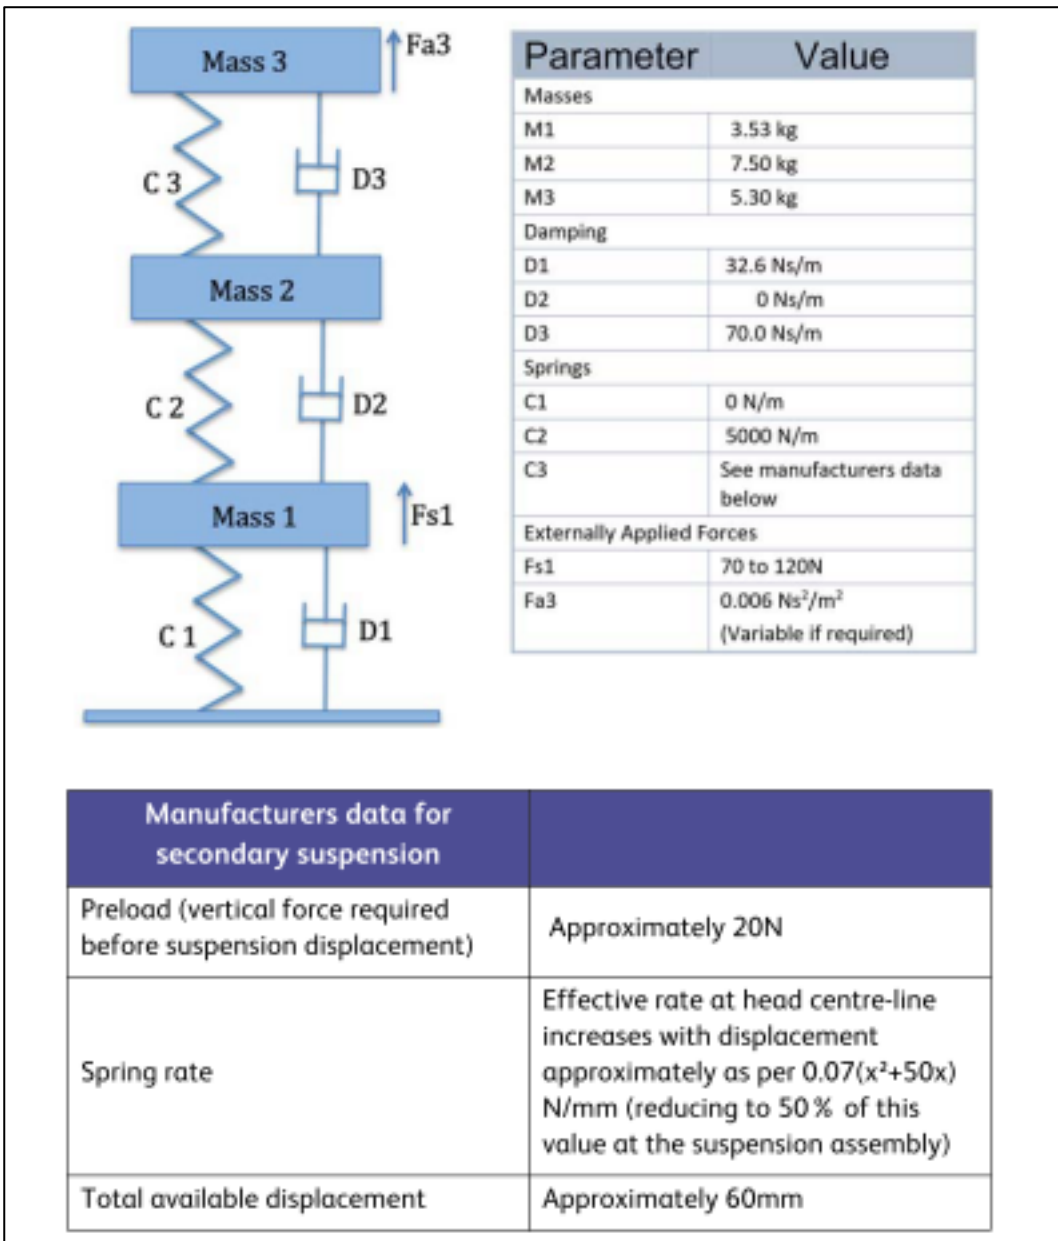 Mass 3
Fa3
C 3
D3
Mass 2
C 2
D2
Mass 1
Fs1
C 1
D1
Parameter Value
Masses
M1 3.53 kg
M2 7.50 kg
M3 5.30 kg
Damping
D1 32.6 Ns/m
D2 0 Ns/m
D3 70.0 Ns/m
Springs
C1 0 N/m
C2 5000 N/m
C3 See manufacturers data
below
Externally Applied Forces
Fs1 70 to 120N
Fa3 0.006 Ns²/m²
(Variable if required)
Manufacturers data for
secondary suspension
Preload (vertical force required
before suspension displacement)
Approximately 20N
Spring rate
Effective rate at head centre-line
increases with displacement
approximately as per 0.07(x²+50x)
N/mm (reducing to 50% of this
value at the suspension assembly)
Total available displacement
Approximately 60mm